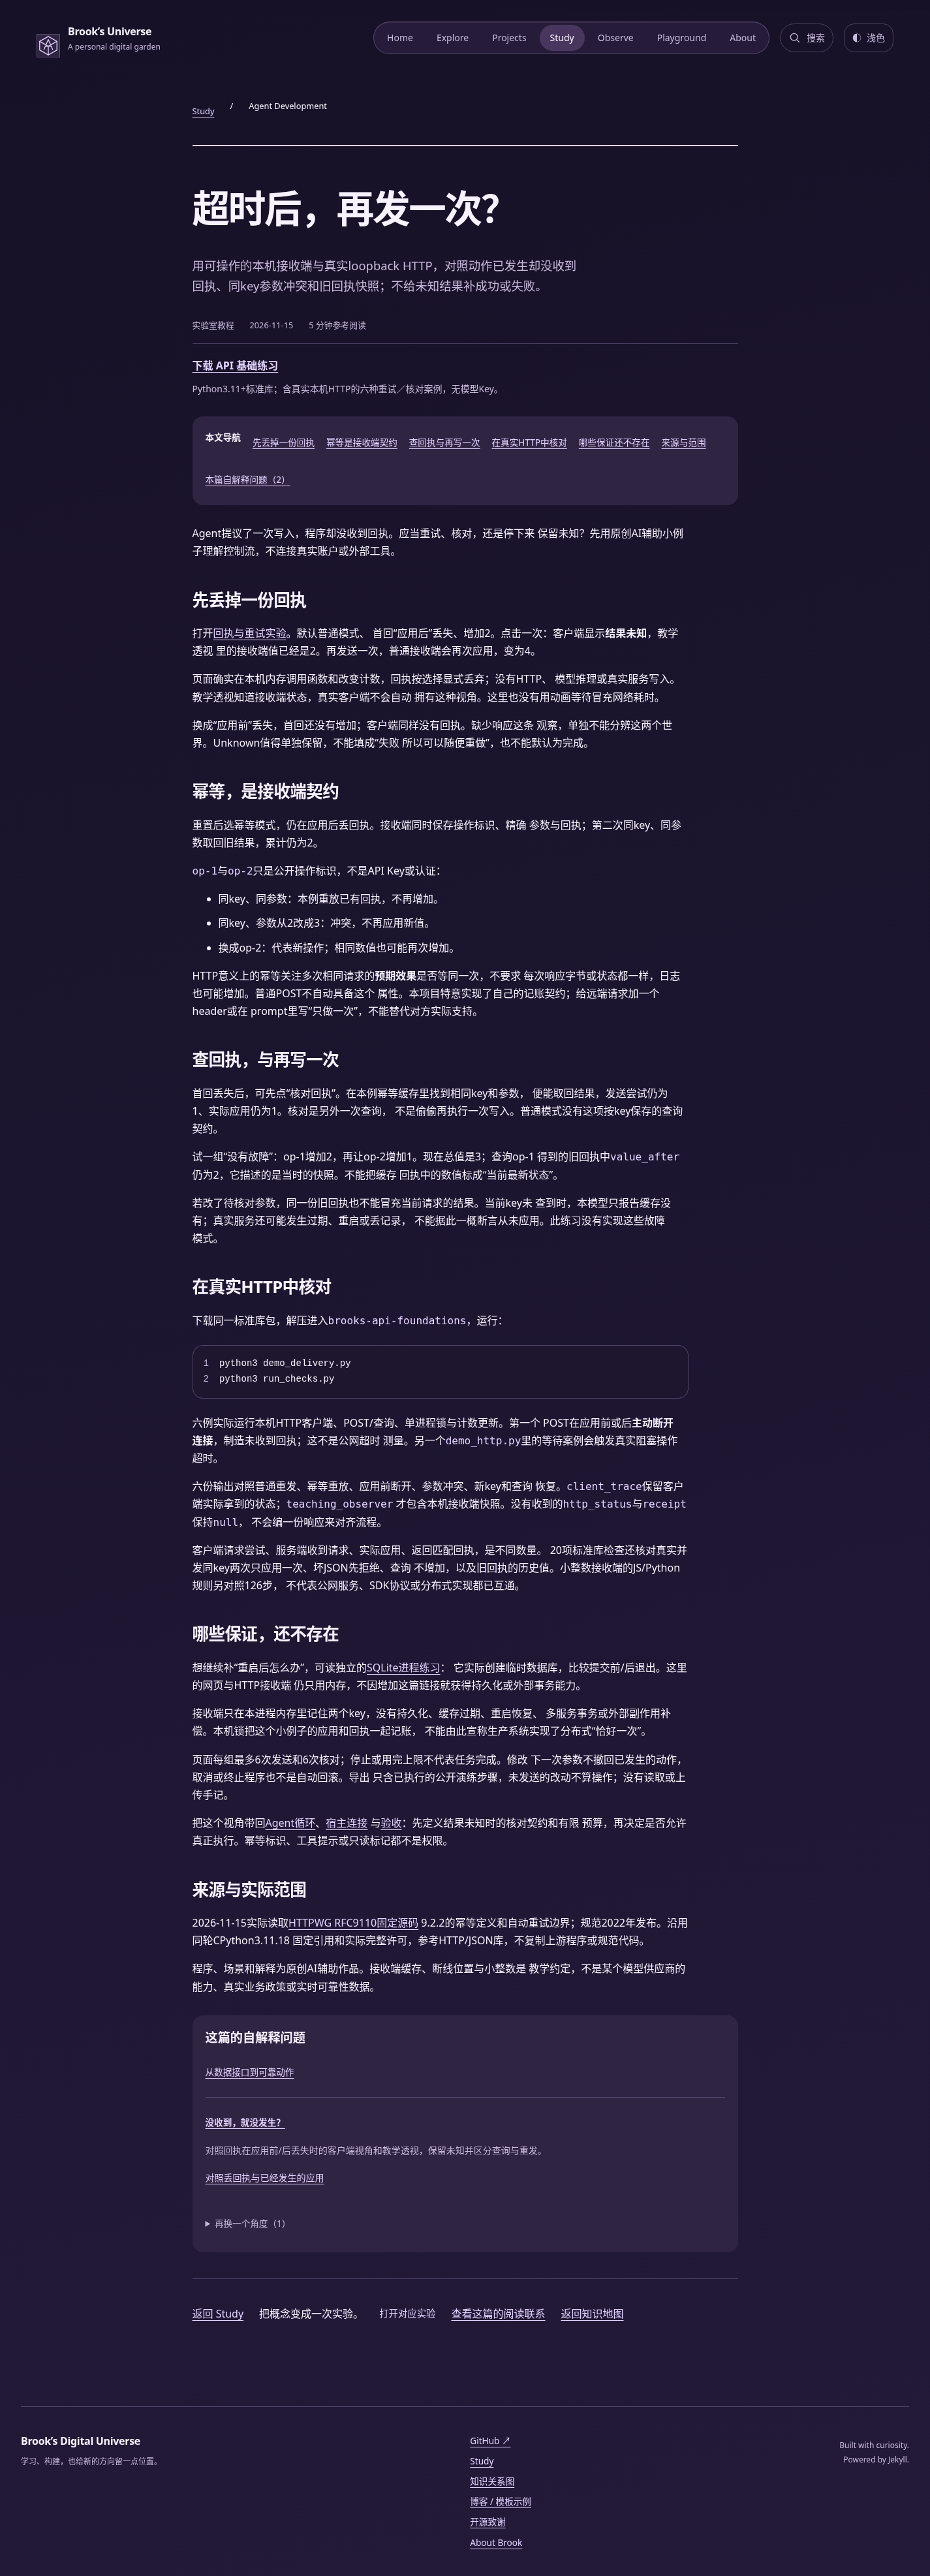 Brook’s Universe
A personal digital garden
Home
Explore
Projects
Study
Observe
Playground
About
搜索
浅色
Study / Agent Development
超时后，再发一次？
用可操作的本机接收端与真实loopback HTTP，对照动作已发生却没收到
回执、同key参数冲突和旧回执快照；不给未知结果补成功或失败。
实验室教程 2026-11-15 5 分钟参考阅读
下载 API 基础练习
Python3.11+标准库；含真实本机HTTP的六种重试／核对案例，无模型Key。
本文导航 先丢掉一份回执 幂等是接收端契约 查回执与再写一次 在真实HTTP中核对 哪些保证还不存在 来源与范围
本篇自解释问题（2）
Agent提议了一次写入，程序却没收到回执。应当重试、核对，还是停下来 保留未知？先用原创AI辅助小例
子理解控制流，不连接真实账户或外部工具。
先丢掉一份回执
打开回执与重试实验。默认普通模式、 首回“应用后”丢失、增加2。点击一次：客户端显示结果未知，教学
透视 里的接收端值已经是2。再发送一次，普通接收端会再次应用，变为4。
页面确实在本机内存调用函数和改变计数，回执按选择显式丢弃；没有HTTP、 模型推理或真实服务写入。
教学透视知道接收端状态，真实客户端不会自动 拥有这种视角。这里也没有用动画等待冒充网络耗时。
换成“应用前”丢失，首回还没有增加；客户端同样没有回执。缺少响应这条 观察，单独不能分辨这两个世
界。Unknown值得单独保留，不能填成“失败 所以可以随便重做”，也不能默认为完成。
幂等，是接收端契约
重置后选幂等模式，仍在应用后丢回执。接收端同时保存操作标识、精确 参数与回执；第二次同key、同参
数取回旧结果，累计仍为2。
op-1与op-2只是公开操作标识，不是API Key或认证：
• 同key、同参数：本例重放已有回执，不再增加。
• 同key、参数从2改成3：冲突，不再应用新值。
• 换成op-2：代表新操作；相同数值也可能再次增加。
HTTP意义上的幂等关注多次相同请求的预期效果是否等同一次，不要求 每次响应字节或状态都一样，日志
也可能增加。普通POST不自动具备这个 属性。本项目特意实现了自己的记账契约；给远端请求加一个
header或在 prompt里写“只做一次”，不能替代对方实际支持。
查回执，与再写一次
首回丢失后，可先点“核对回执”。在本例幂等缓存里找到相同key和参数， 便能取回结果，发送尝试仍为
1、实际应用仍为1。核对是另外一次查询， 不是偷偷再执行一次写入。普通模式没有这项按key保存的查询
契约。
试一组“没有故障”：op-1增加2，再让op-2增加1。现在总值是3；查询op-1 得到的旧回执中value_after
仍为2，它描述的是当时的快照。不能把缓存 回执中的数值标成“当前最新状态”。
若改了待核对参数，同一份旧回执也不能冒充当前请求的结果。当前key未 查到时，本模型只报告缓存没
有；真实服务还可能发生过期、重启或丢记录， 不能据此一概断言从未应用。此练习没有实现这些故障
模式。
在真实HTTP中核对
下载同一标准库包，解压进入brooks-api-foundations，运行：
1 python3 demo_delivery.py
2 python3 run_checks.py
六例实际运行本机HTTP客户端、POST/查询、单进程锁与计数更新。第一个 POST在应用前或后主动断开
连接，制造未收到回执；这不是公网超时 测量。另一个demo_http.py里的等待案例会触发真实阻塞操作
超时。
六份输出对照普通重发、幂等重放、应用前断开、参数冲突、新key和查询 恢复。client_trace保留客户
端实际拿到的状态；teaching_observer 才包含本机接收端快照。没有收到的http_status与receipt
保持null， 不会编一份响应来对齐流程。
客户端请求尝试、服务端收到请求、实际应用、返回匹配回执，是不同数量。 20项标准库检查还核对真实并
发同key两次只应用一次、坏JSON先拒绝、查询 不增加，以及旧回执的历史值。小整数接收端的JS/Python
规则另对照126步， 不代表公网服务、SDK协议或分布式实现都已互通。
哪些保证，还不存在
想继续补“重启后怎么办”，可读独立的SQLite进程练习： 它实际创建临时数据库，比较提交前/后退出。这里
的网页与HTTP接收端 仍只用内存，不因增加这篇链接就获得持久化或外部事务能力。
接收端只在本进程内存里记住两个key，没有持久化、缓存过期、重启恢复、 多服务事务或外部副作用补
偿。本机锁把这个小例子的应用和回执一起记账， 不能由此宣称生产系统实现了分布式“恰好一次”。
页面每组最多6次发送和6次核对；停止或用完上限不代表任务完成。修改 下一次参数不撤回已发生的动作，
取消或终止程序也不是自动回滚。导出 只含已执行的公开演练步骤，未发送的改动不算操作；没有读取或上
传手记。
把这个视角带回Agent循环、宿主连接 与验收：先定义结果未知时的核对契约和有限 预算，再决定是否允许
真正执行。幂等标识、工具提示或只读标记都不是权限。
来源与实际范围
2026-11-15实际读取HTTPWG RFC9110固定源码 9.2.2的幂等定义和自动重试边界；规范2022年发布。沿用
同轮CPython3.11.18 固定引用和实际完整许可，参考HTTP/JSON库，不复制上游程序或规范代码。
程序、场景和解释为原创AI辅助作品。接收端缓存、断线位置与小整数是 教学约定，不是某个模型供应商的
能力、真实业务政策或实时可靠性数据。
这篇的自解释问题
从数据接口到可靠动作
没收到，就没发生？
对照回执在应用前/后丢失时的客户端视角和教学透视，保留未知并区分查询与重发。
对照丢回执与已经发生的应用
▶ 再换一个角度（1）
返回 Study 把概念变成一次实验。 打开对应实验 查看这篇的阅读联系 返回知识地图
Brook’s Digital Universe
学习、构建，也给新的方向留一点位置。
GitHub ↗
Study
知识关系图
博客 / 模板示例
开源致谢
About Brook
Built with curiosity.
Powered by Jekyll.